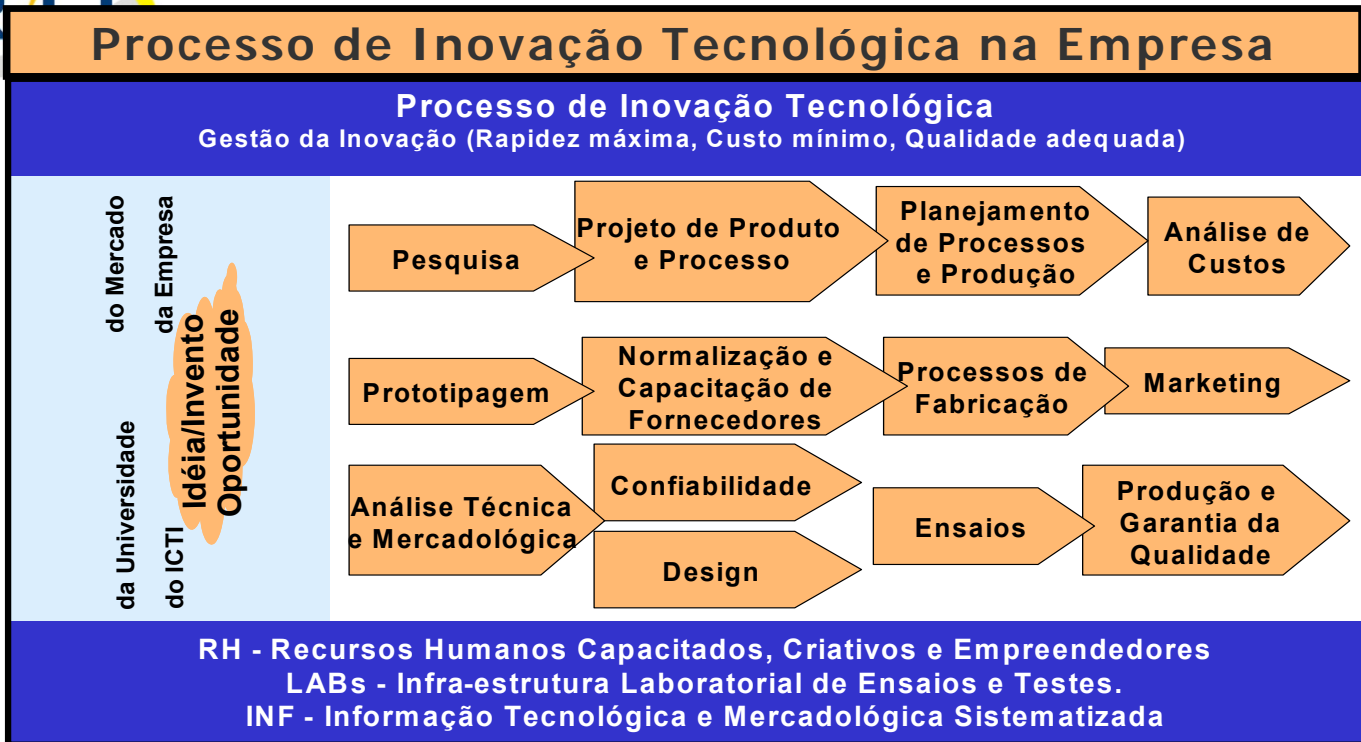 Processo de Inovação Tecnológica na Empresa
Processo de Inovação Tecnológica
Gestão da Inovação (Rapidez máxima, Custo mínimo, Qualidade adequada)
do Mercado
da Empresa
da Universidade
do ICTI
Idéia/Invento
Oportunidade
Pesquisa
Projeto de Produto
e Processo
Planejamento
de Processos
e Produção
Análise de
Custos
Prototipagem
Normalização e
Capacitação de
Fornecedores
Processos de
Fabricação
Marketing
Análise Técnica
e Mercadológica
Confiabilidade
Design
Ensaios
Produção e
Garantia da
Qualidade
RH - Recursos Humanos Capacitados, Criativos e Empreendedores
LABs - Infra-estrutura Laboratorial de Ensaios e Testes.
INF - Informação Tecnológica e Mercadológica Sistematizada